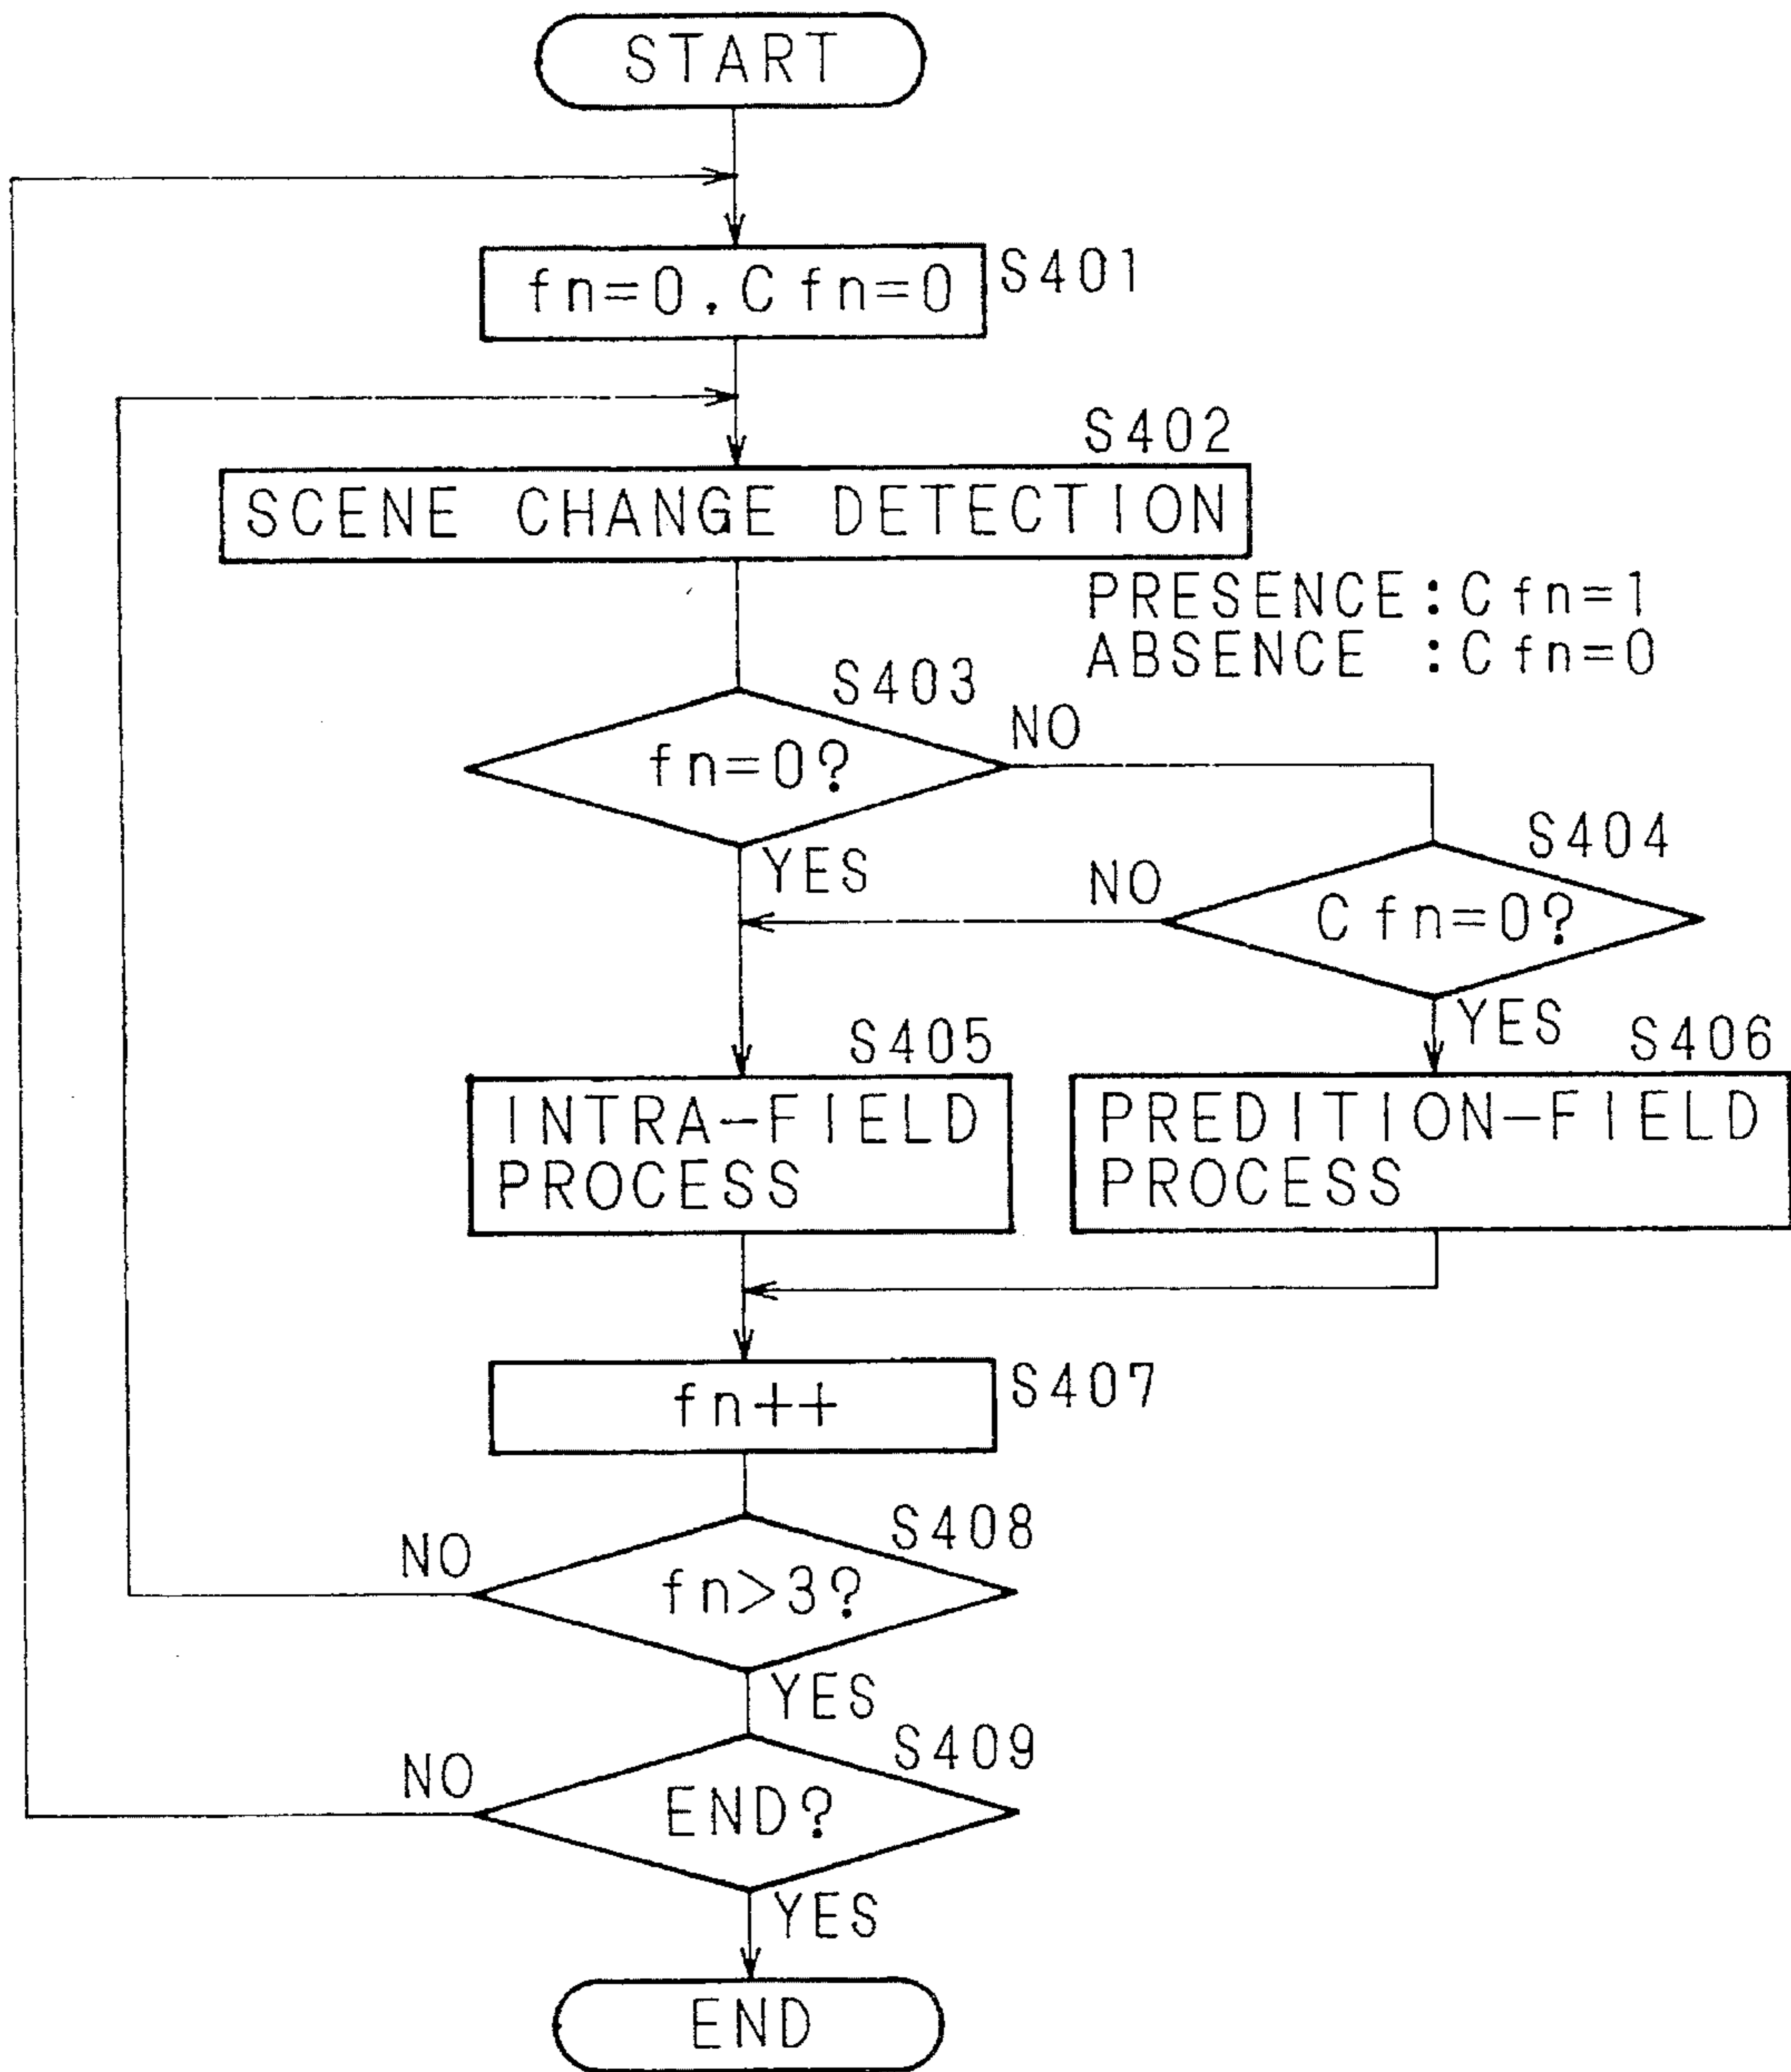 START
fn=0.Cfn=0
S401
S402
SCENE CHANGE DETECTION
PRESENCE:Cfn=1
ABSENCE :Cfn=0
S403
fn=0?
NO
YES
S404
NO
Cfn=0?
YES
S405
S406
INTRA-FIELD
PROCESS
PREDITION-FIELD
PROCESS
fn++
S407
S408
NO
fn>3?
YES
S409
NO
END?
YES
END